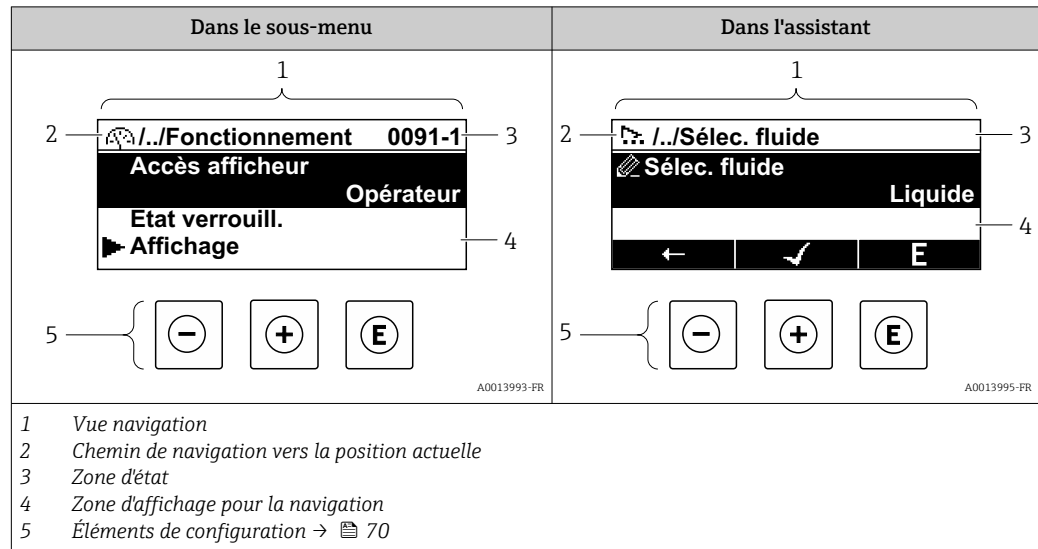 Dans le sous-menu
Dans l'assistant
1
2
/../Fonctionnement 0091-1
3
Accès afficheur
Opérateur
Etat verrouill.
Affichage
4
5
- + E
A0013993-FR
1
2
/../Sélec. fluide
3
Sélec. fluide
Liquide
4
← ✓ E
5
- + E
A0013995-FR
1 Vue navigation
2 Chemin de navigation vers la position actuelle
3 Zone d'état
4 Zone d'affichage pour la navigation
5 Éléments de configuration → 70